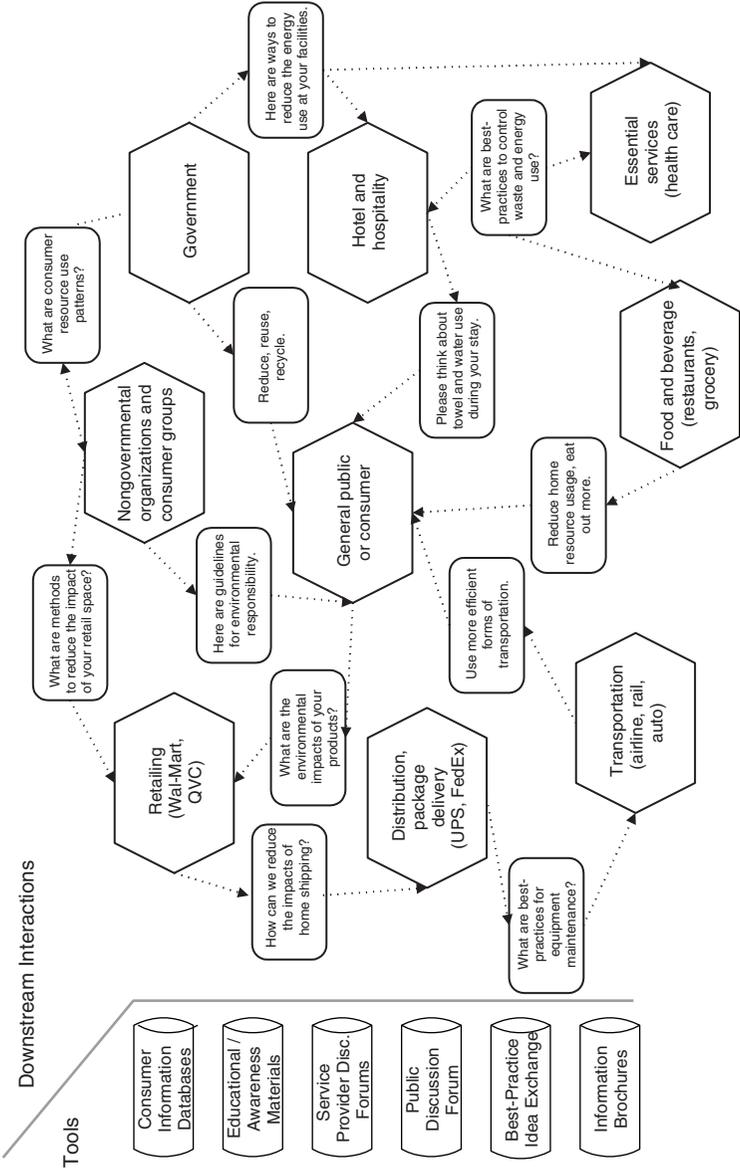 Downstream Interactions
Tools
Consumer
Information
Databases
Educational /
Awareness
Materials
Service
Provider Disc.
Forums
Public
Discussion
Forum
Best-Practice
Idea Exchange
Information
Brochures
What are methods
to reduce the impact
of your retail space?
What are consumer
resource use
patterns?
Retailing
(Wal-Mart,
QVC)
Nongovernmental
organizations and
consumer groups
Government
How can we reduce
the impacts of
home shipping?
What are the
environmental
impacts of your
products?
Here are guidelines
for environmental
responsibility.
Reduce, reuse,
recycle.
Here are ways to
reduce the energy
use at your facilities.
Distribution,
package
delivery
(UPS, FedEx)
General public
or consumer
Hotel and
hospitality
What are best-
practices for
equipment
maintenance?
Use more efficient
forms of
transportation.
Reduce home
resource usage, eat
out more.
Please think about
towel and water use
during your stay.
What are best-
practices to control
waste and energy
use?
Transportation
(airline, rail,
auto)
Food and beverage
(restaurants,
grocery)
Essential
services
(health care)